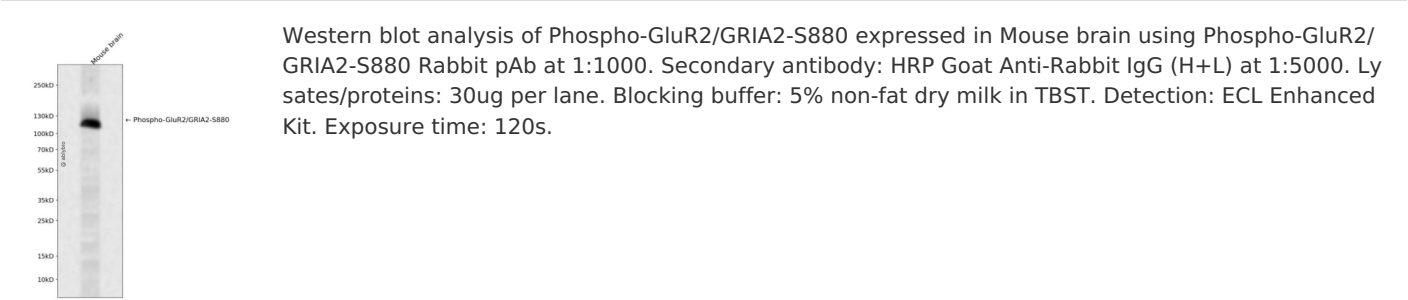 Mouse brain
250kD
130kD
← Phospho-GluR2/GRIA2-S880
100kD
70kD
@ ablybio
55kD
35kD
25kD
15kD
10kD
Western blot analysis of Phospho-GluR2/GRIA2-S880 expressed in Mouse brain using Phospho-GluR2/
GRIA2-S880 Rabbit pAb at 1:1000. Secondary antibody: HRP Goat Anti-Rabbit IgG (H+L) at 1:5000. Ly
sates/proteins: 30ug per lane. Blocking buffer: 5% non-fat dry milk in TBST. Detection: ECL Enhanced
Kit. Exposure time: 120s.